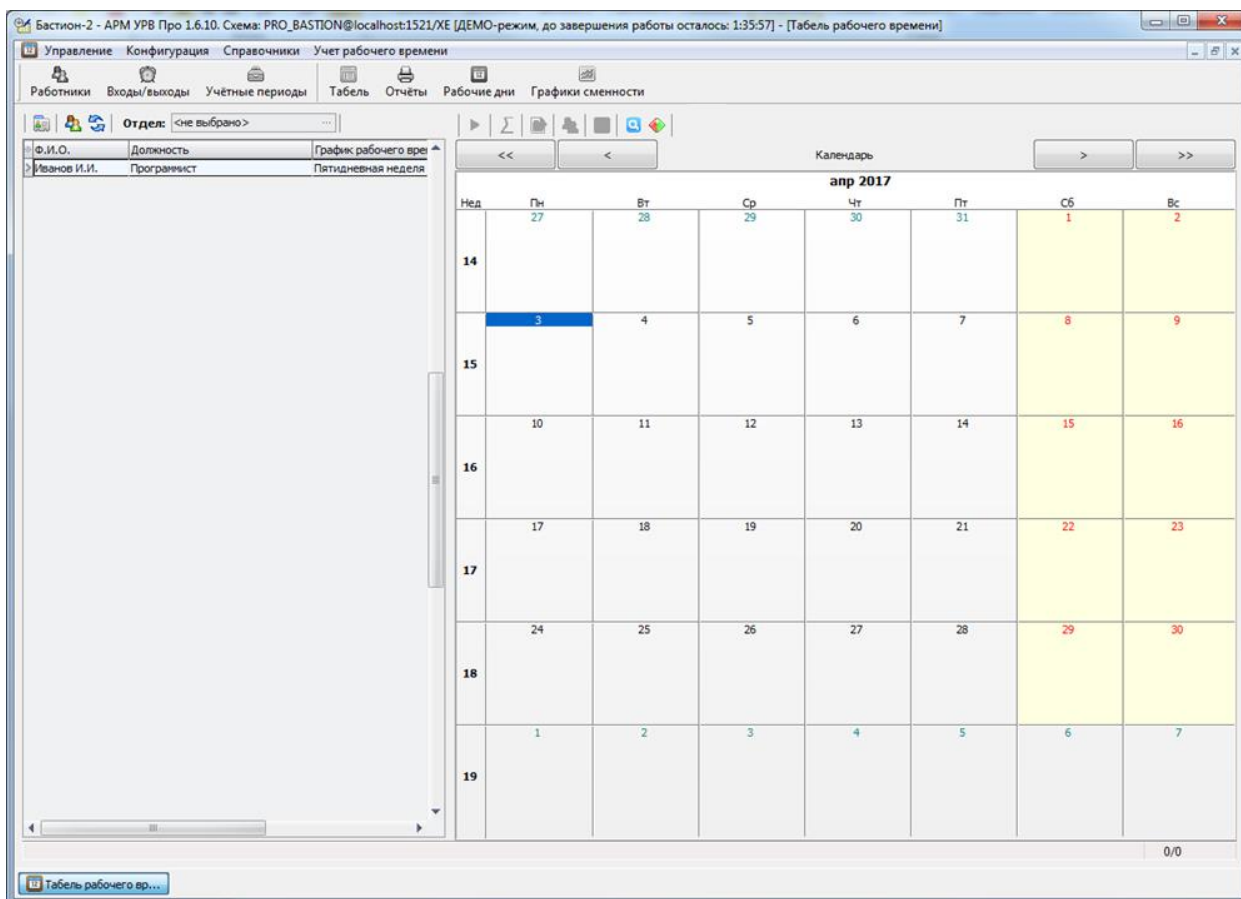 Бастион-2 - АРМ УРВ Про 1.6.10. Схема: PRO_BASTION@localhost:1521/XE [ДЕМО-режим, до завершения работы осталось: 1:35:57] - [Табель рабочего времени]
Управление Конфигурация Справочники Учет рабочего времени
Работники Входы/выходы Учётные периоды Табель Отчёты Рабочие дни Графики сменности
Отдел: <не выбрано> ...
Ф.И.О. Должность График рабочего врем
Иванов И.И. Программист Пятидневная неделя
<< < Календарь > >>
апр 2017
Нед Пн Вт Ср Чт Пт Сб Вс
27 28 29 30 31 1 2
14
3 4 5 6 7 8 9
15
10 11 12 13 14 15 16
16
17 18 19 20 21 22 23
17
24 25 26 27 28 29 30
18
1 2 3 4 5 6 7
19
0/0
Табель рабочего вр...